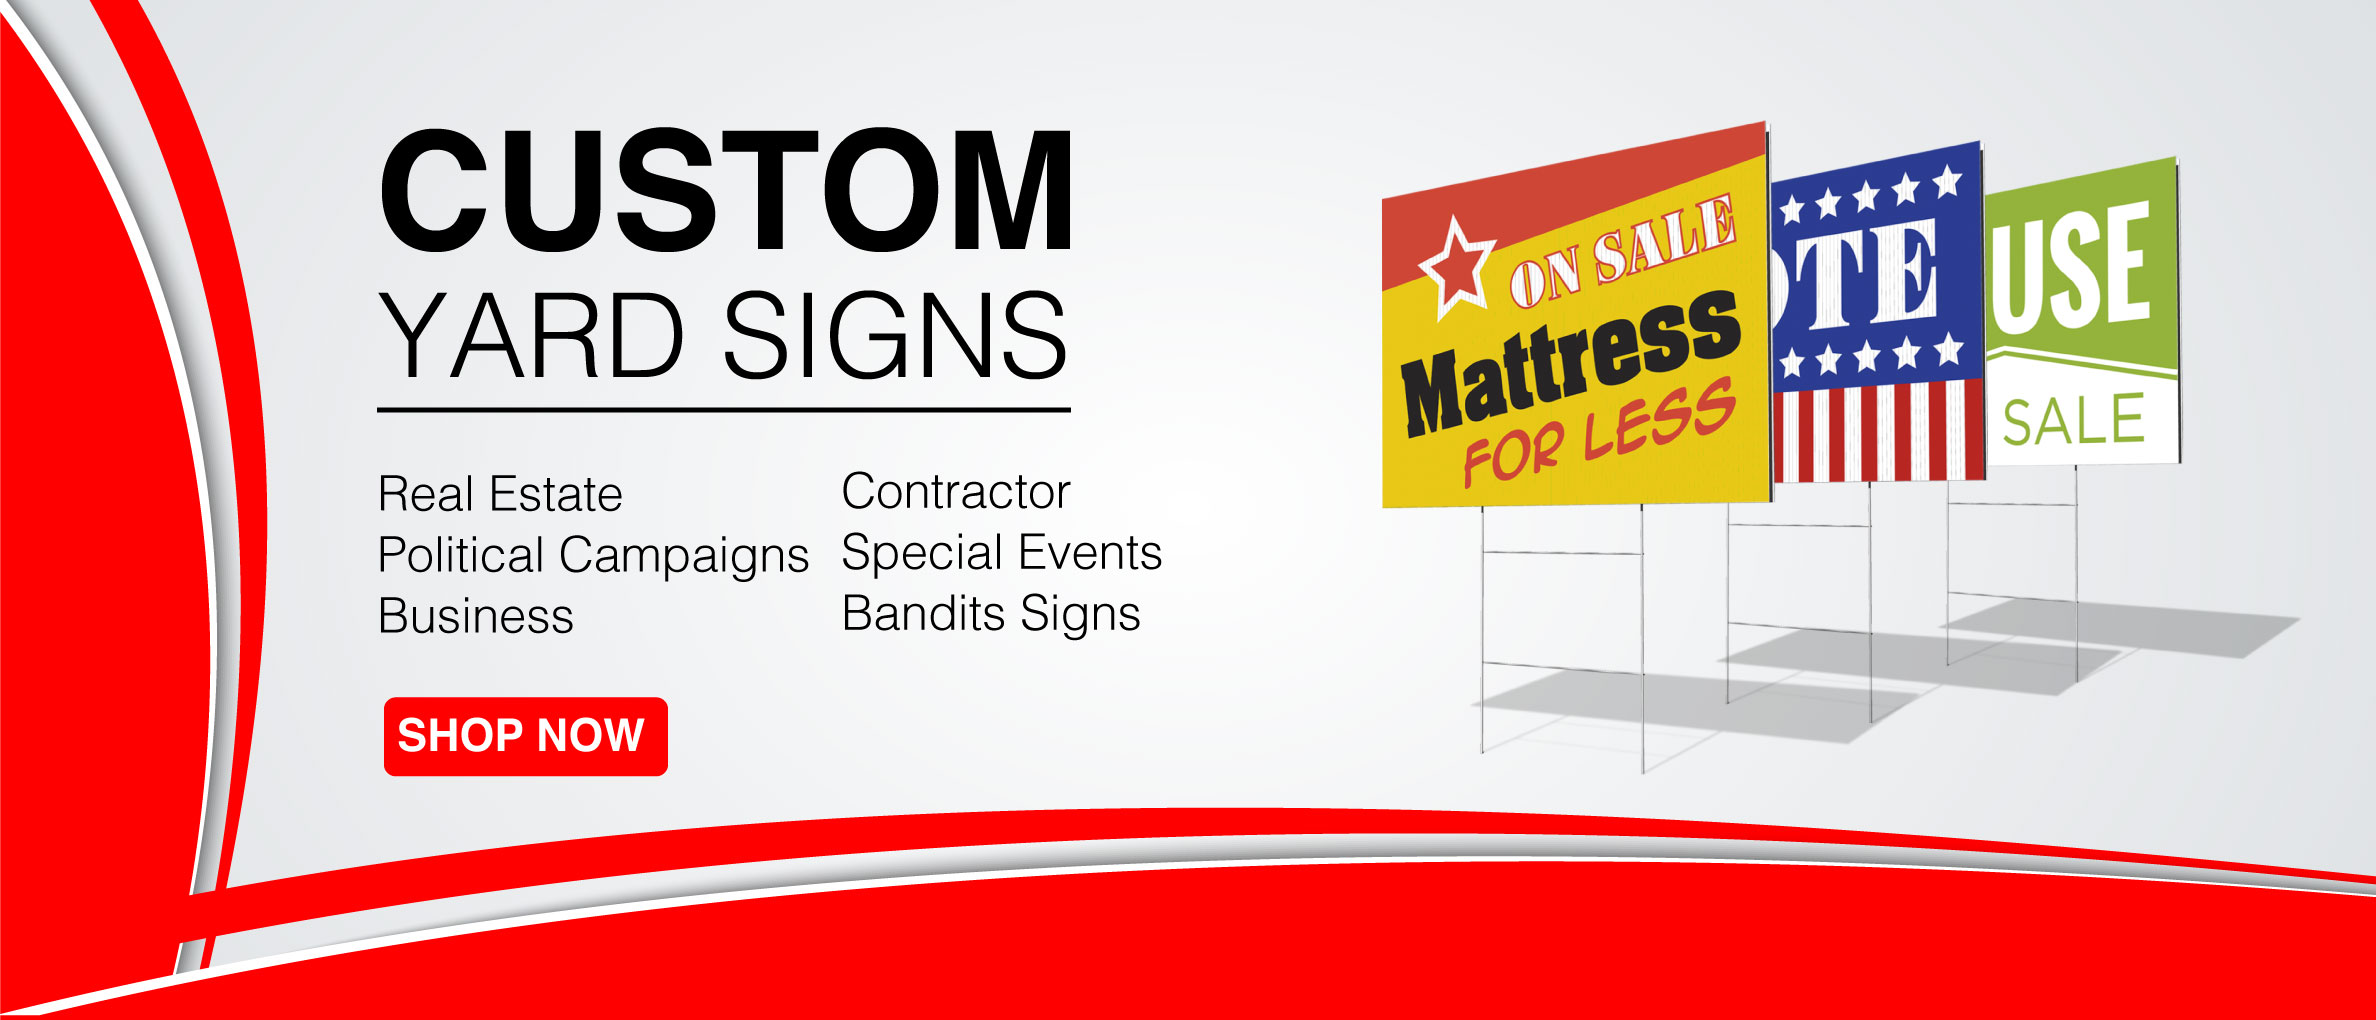 CUSTOM
YARD SIGNS
Real Estate
Political Campaigns
Business
Contractor
Special Events
Bandits Signs
SHOP NOW
ON SALE
Mattress
FOR LESS
OTE
USE
SALE